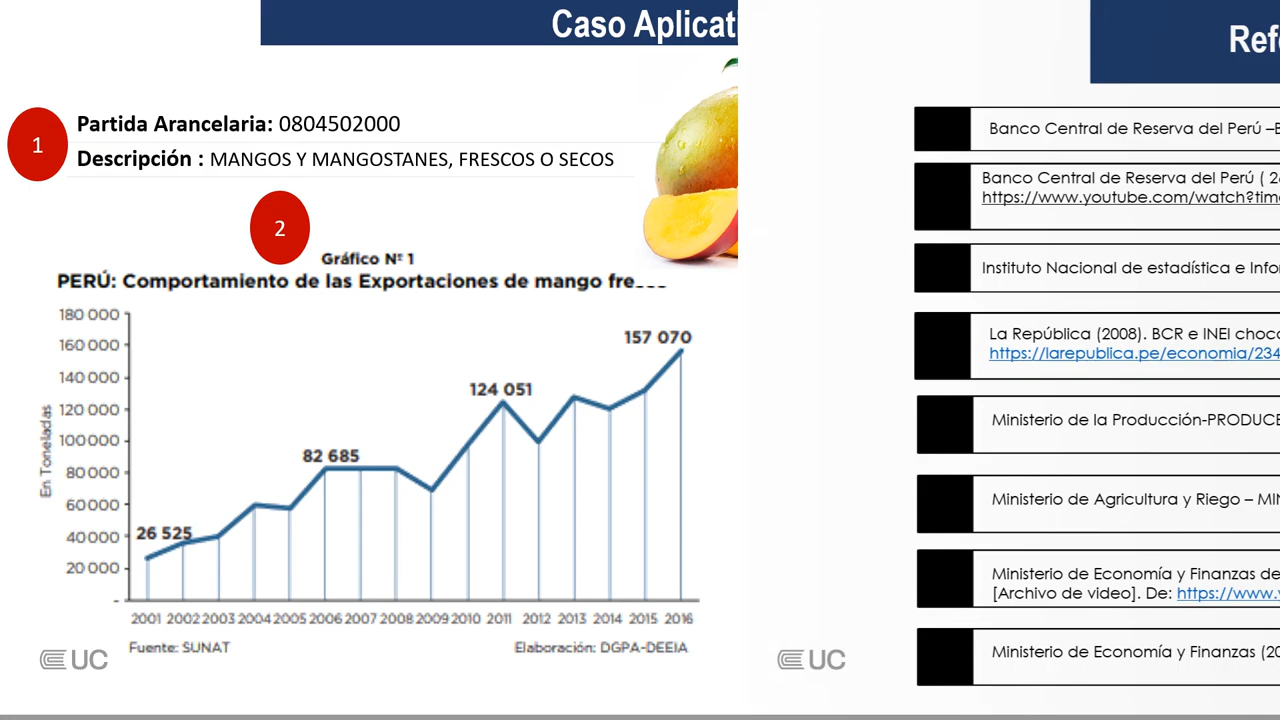 Caso Aplicat
1
Partida Arancelaria: 0804502000
Descripción : MANGOS Y MANGOSTANES, FRESCOS O SECOS
2
Gráfico Nº 1
PERÚ: Comportamiento de las Exportaciones de mango
180 000
160 000
140 000
120 000
100 000
80 000
60 000
40 000
20 000
-
En Toneladas
26 525
82 685
124 051
157 070
2001 2002 2003 2004 2005 2006 2007 2008 2009 2010 2011 2012 2013 2014 2015 2016
Fuente: SUNAT
Elaboración: DGPA-DEEIA
UC
Refe
Banco Central de Reserva del Perú –B
Banco Central de Reserva del Perú ( 2
https://www.youtube.com/watch?tim
Instituto Nacional de estadística e Info
La República (2008). BCR e INEI choc
https://larepublica.pe/economia/234
Ministerio de la Producción-PRODUCE
Ministerio de Agricultura y Riego – MI
Ministerio de Economía y Finanzas de
[Archivo de video]. De: https://www.
Ministerio de Economía y Finanzas (20
UC